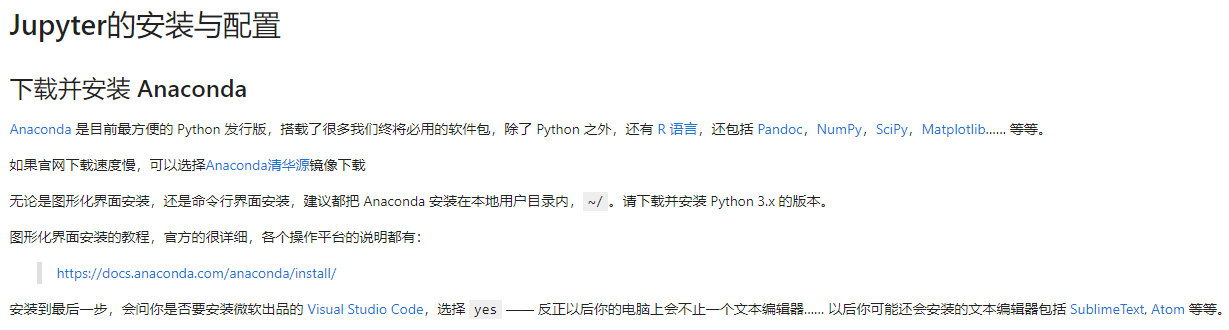 Jupyter的安装与配置
下载并安装 Anaconda
Anaconda 是目前最方便的 Python 发行版，搭载了很多我们终将必用的软件包，除了 Python 之外，还有 R 语言，还包括 Pandoc，NumPy，SciPy，Matplotlib…… 等等。
如果官网下载速度慢，可以选择Anaconda清华源镜像下载
无论是图形化界面安装，还是命令行界面安装，建议都把 Anaconda 安装在本地用户目录内，~/ 。请下载并安装 Python 3.x 的版本。
图形化界面安装的教程，官方的很详细，各个操作平台的说明都有：
https://docs.anaconda.com/anaconda/install/
安装到最后一步，会问你是否要安装微软出品的 Visual Studio Code，选择 yes —— 反正以后你的电脑上会不止一个文本编辑器…… 以后你可能还会安装的文本编辑器包括 SublimeText, Atom 等等。